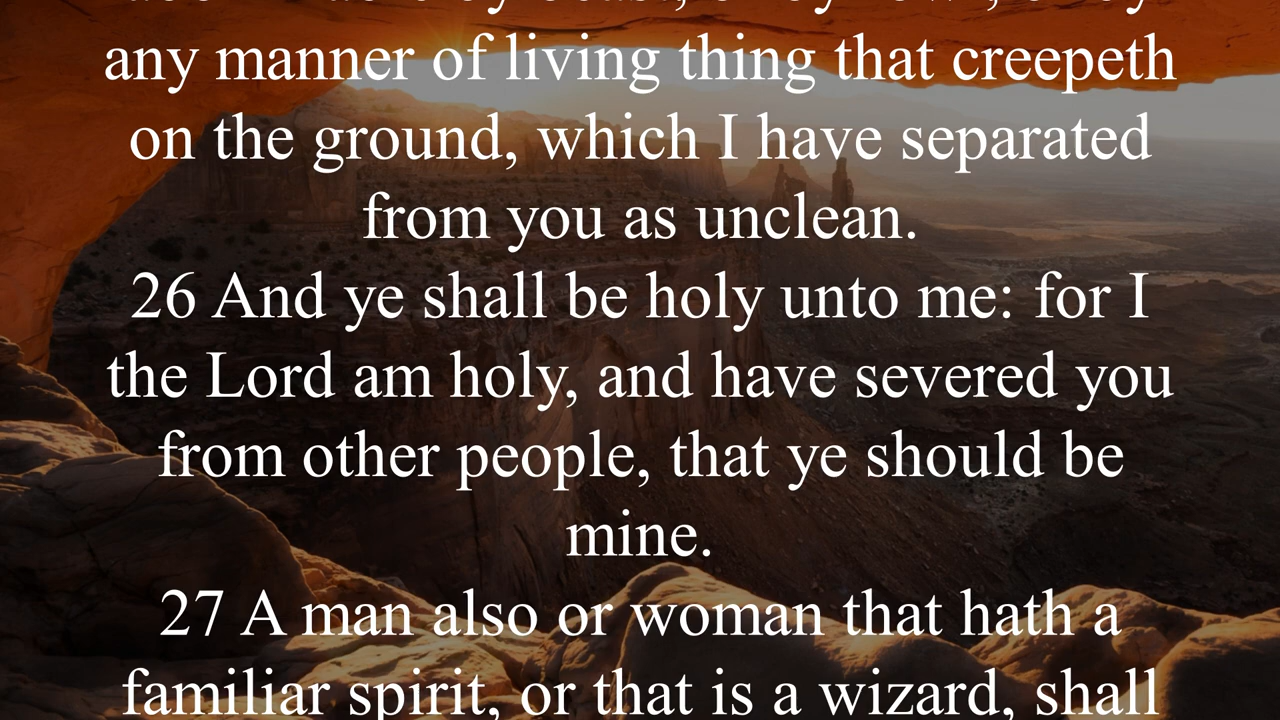 any manner of living thing that creepeth
on the ground, which I have separated
from you as unclean.
26 And ye shall be holy unto me: for I
the Lord am holy, and have severed you
from other people, that ye should be
mine.
27 A man also or woman that hath a
familiar spirit, or that is a wizard, shall